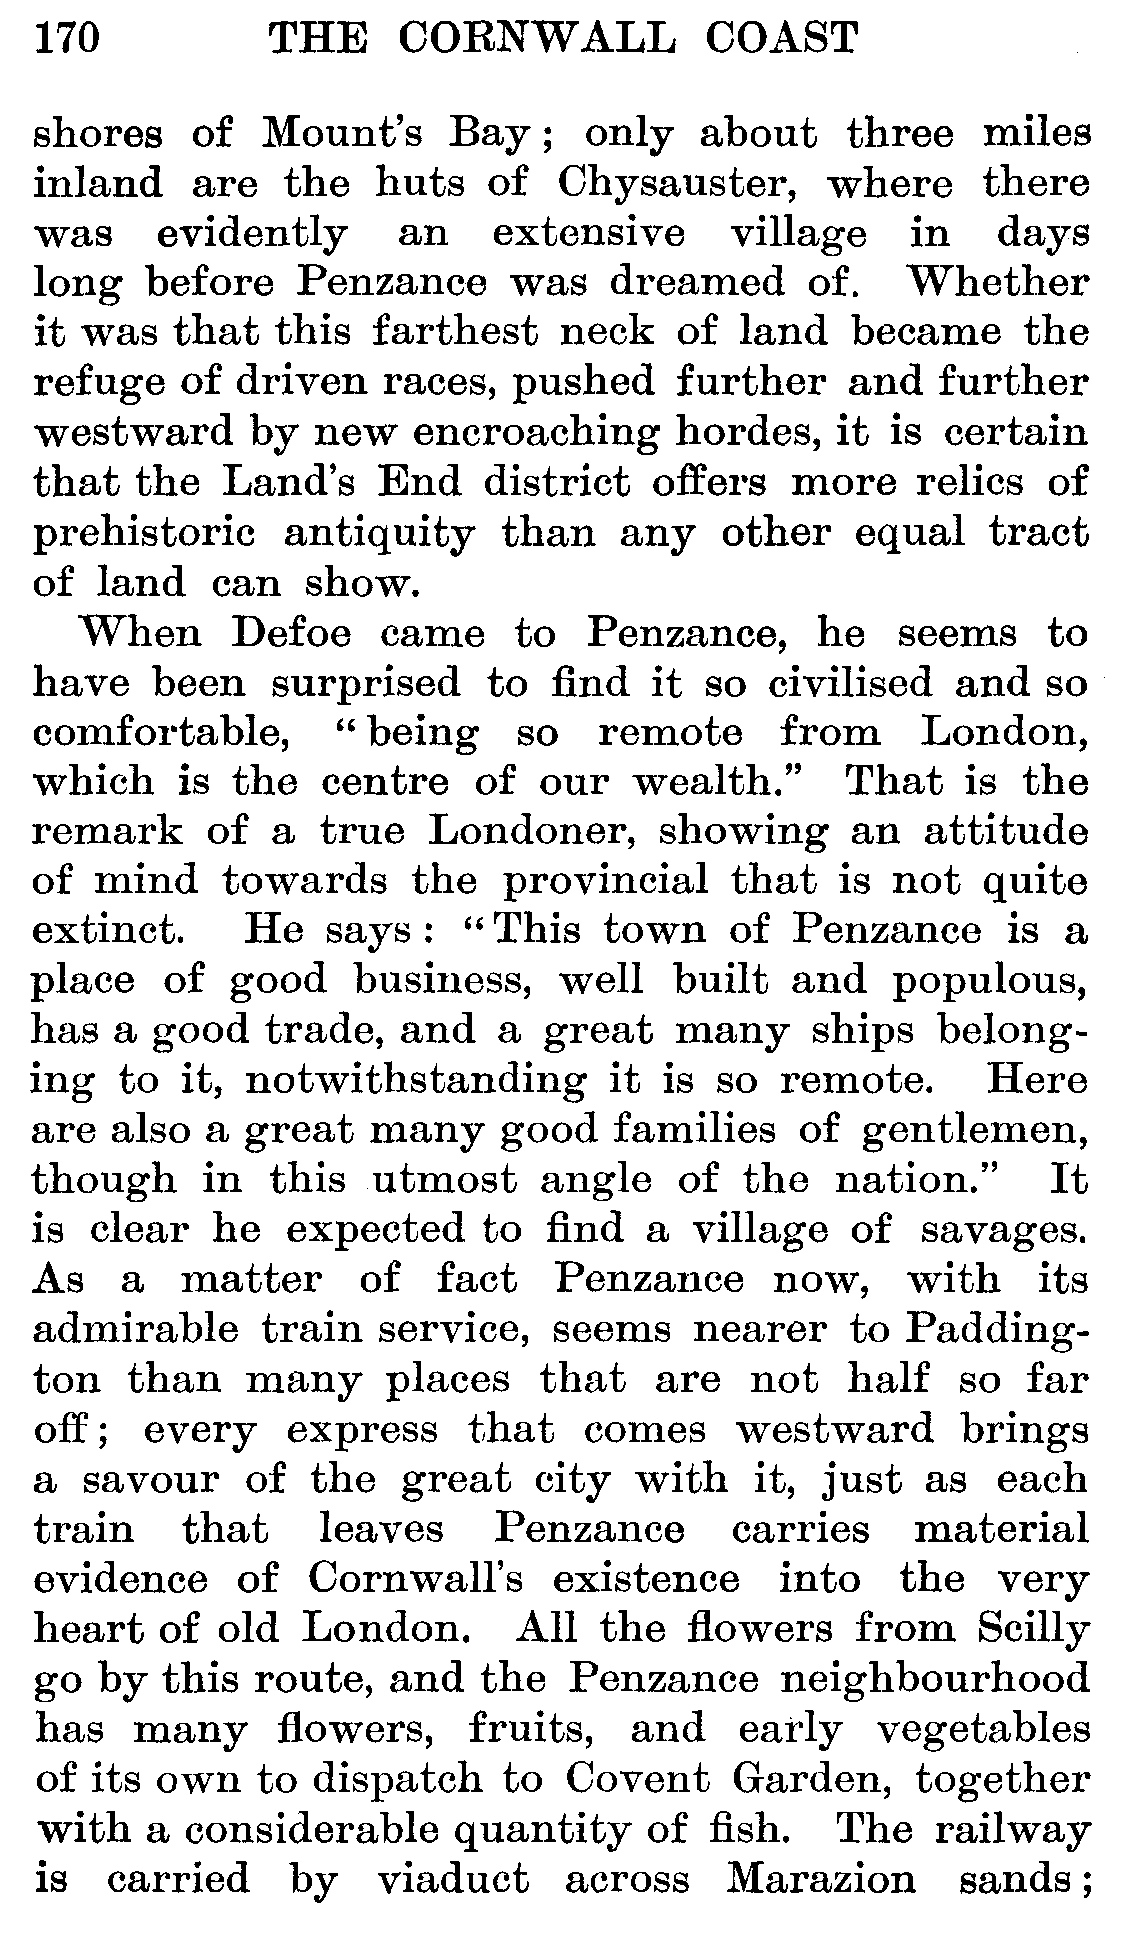 170 THE CORNWALL COAST
shores of Mount's Bay; only about three miles
inland are the huts of Chysauster, where there
was evidently an extensive village in days
long before Penzance was dreamed of. Whether
it was that this farthest neck of land became the
refuge of driven races, pushed further and further
westward by new encroaching hordes, it is certain
that the Land's End district offers more relics of
prehistoric antiquity than any other equal tract
of land can show.
When Defoe came to Penzance, he seems to
have been surprised to find it so civilised and so
comfortable, "being so remote from London,
which is the centre of our wealth." That is the
remark of a true Londoner, showing an attitude
of mind towards the provincial that is not quite
extinct. He says: "This town of Penzance is a
place of good business, well built and populous,
has a good trade, and a great many ships belong-
ing to it, notwithstanding it is so remote. Here
are also a great many good families of gentlemen,
though in this utmost angle of the nation." It
is clear he expected to find a village of savages.
As a matter of fact Penzance now, with its
admirable train service, seems nearer to Padding-
ton than many places that are not half so far
off; every express that comes westward brings
a savour of the great city with it, just as each
train that leaves Penzance carries material
evidence of Cornwall's existence into the very
heart of old London. All the flowers from Scilly
go by this route, and the Penzance neighbourhood
has many flowers, fruits, and early vegetables
of its own to dispatch to Covent Garden, together
with a considerable quantity of fish. The railway
is carried by viaduct across Marazion sands;